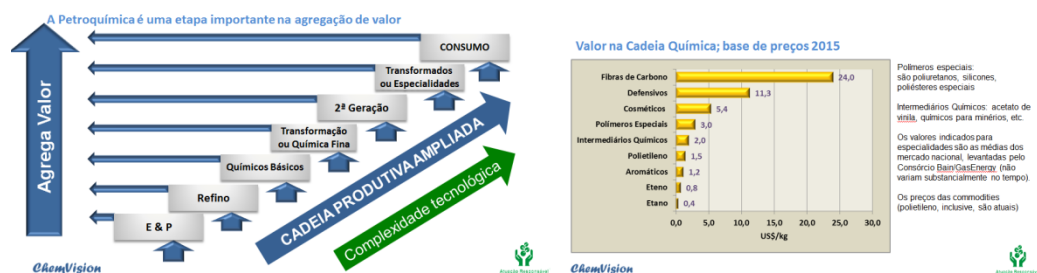 A Petroquímica é uma etapa importante na agregação de valor
Agrega Valor
CONSUMO
Transformados
ou Especialidades
2ª Geração
Transformação
ou Química Fina
Químicos Básicos
Refino
E & P
CADEIA PRODUTIVA AMPLIADA
Complexidade tecnológica
ChemVision
Atuação Responsável
Valor na Cadeia Química; base de preços 2015
Fibras de Carbono 24,0
Defensivos 11,3
Cosméticos 5,4
Polímeros Especiais 3,0
Intermediários Químicos 2,0
Polietileno 1,5
Aromáticos 1,2
Eteno 0,8
Etano 0,4
0,0 5,0 10,0 15,0 20,0 25,0 30,0
US$/kg
Polímeros especiais:
são poliuretanos, silicones,
poliésteres especiais
Intermediários Químicos: acetato de
vinila, químicos para minérios, etc.
Os valores indicados para
especialidades são as médias dos
mercado nacional, levantadas pelo
Consórcio Bain/GasEnergy (não
variam substancialmente no tempo).
Os preços das commodities
(polietileno, inclusive, são atuais)
ChemVision
Atuação Responsável